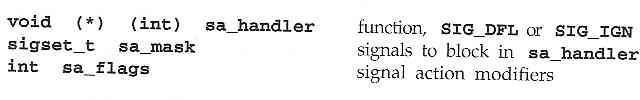 void (*) (int) sa_handler function, SIG_DFL or SIG_IGN
sigset_t sa_mask signals to block in sa_handler
int sa_flags signal action modifiers